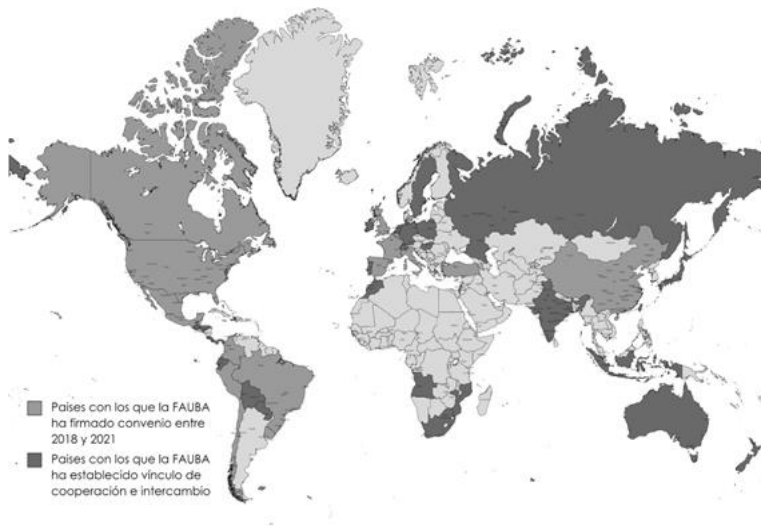 Países con los que la FAUBA
ha firmado convenio entre
2018 y 2021
Países con los que la FAUBA
ha establecido vínculo de
cooperación e intercambio